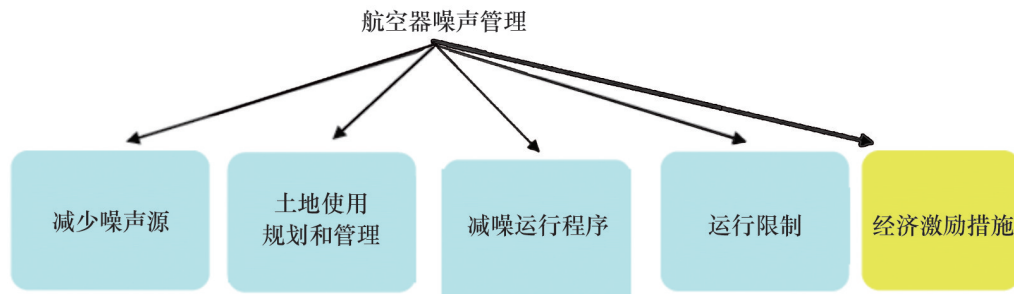 航空器噪声管理
减少噪声源
土地使用
规划和管理
减噪运行程序
运行限制
经济激励措施